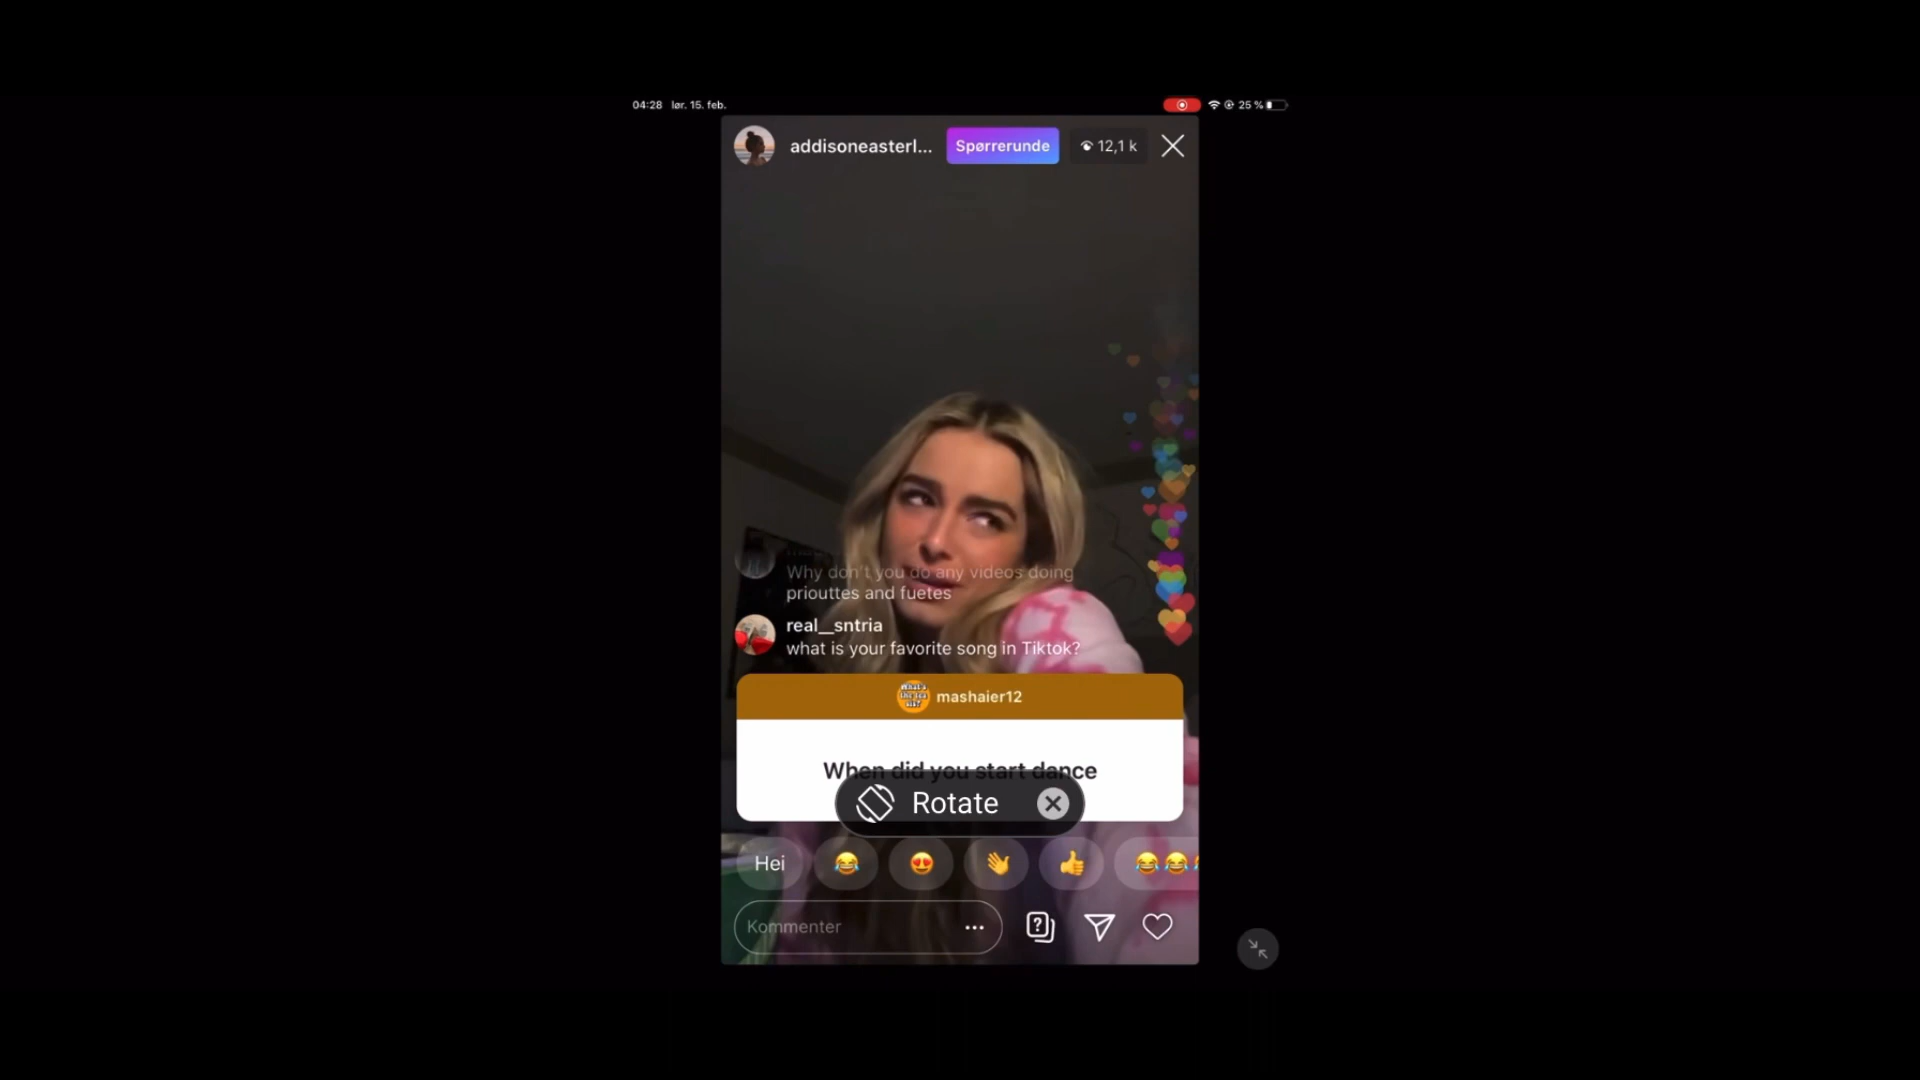 04:28 lør. 15. feb.
25 %
addisoneasterl...
Spørrerunde
12,1 k
Why don't you do any videos doing
priouttes and fuetes
real__sntria
what is your favorite song in Tiktok?
mashaier12
When did you start dance
Rotate
Hei
Kommenter